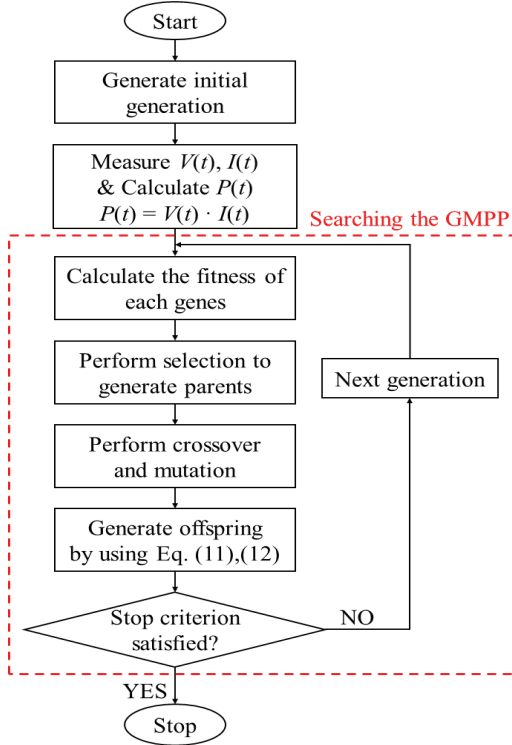 Start
Generate initial
generation
Measure V(t), I(t)
& Calculate P(t)
P(t) = V(t) · I(t)
Searching the GMPP
Calculate the fitness of
each genes
Perform selection to
generate parents
Next generation
Perform crossover
and mutation
Generate offspring
by using Eq. (11),(12)
Stop criterion
satisfied?
NO
YES
Stop